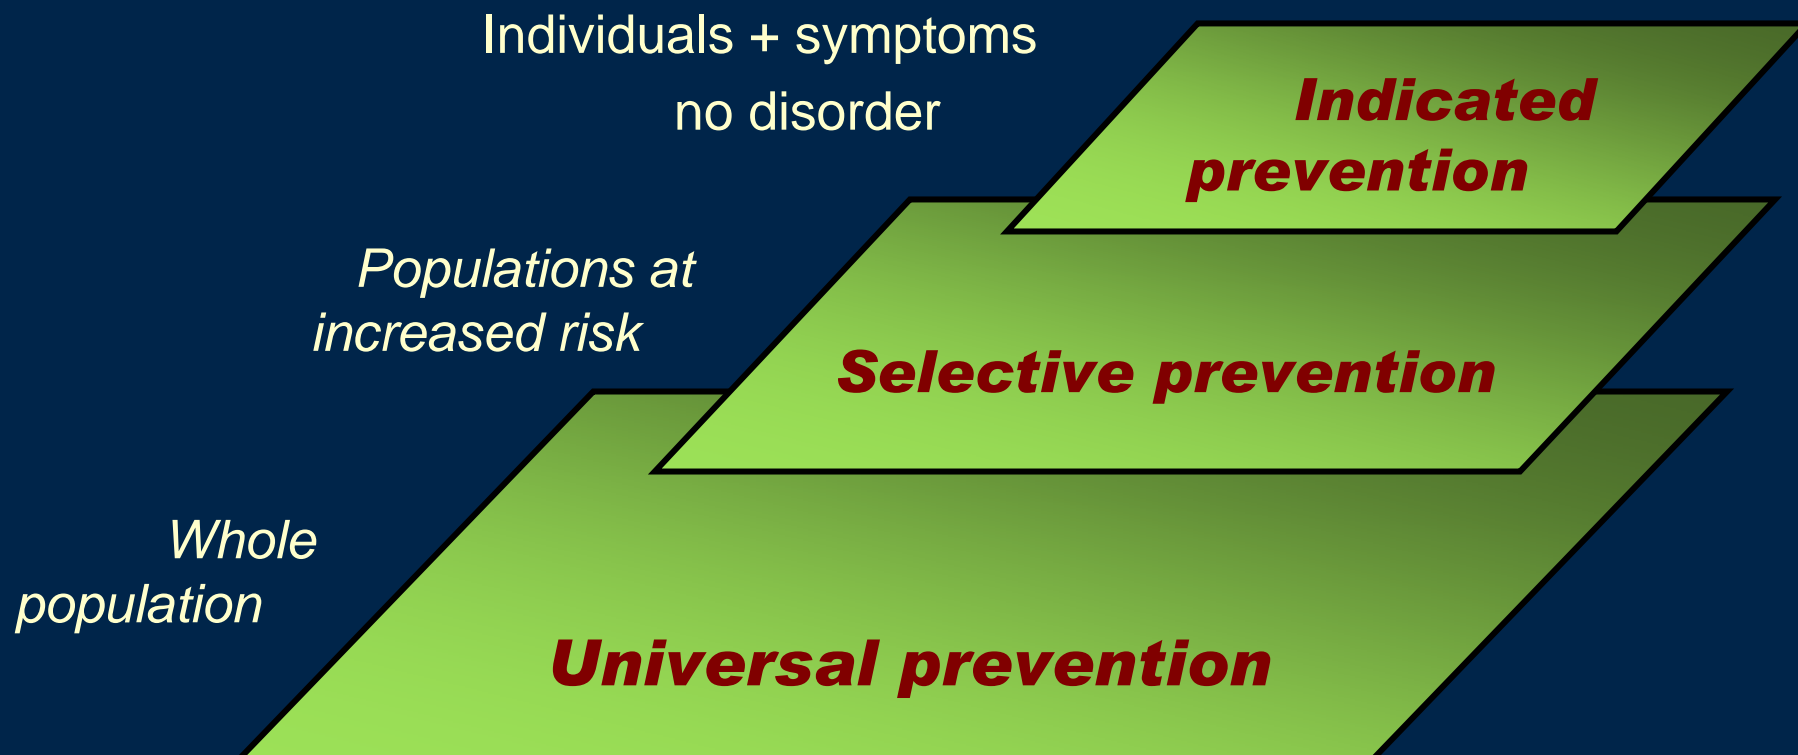 Individuals + symptoms
no disorder
Indicated
prevention
Populations at
increased risk
Selective prevention
Whole
population
Universal prevention